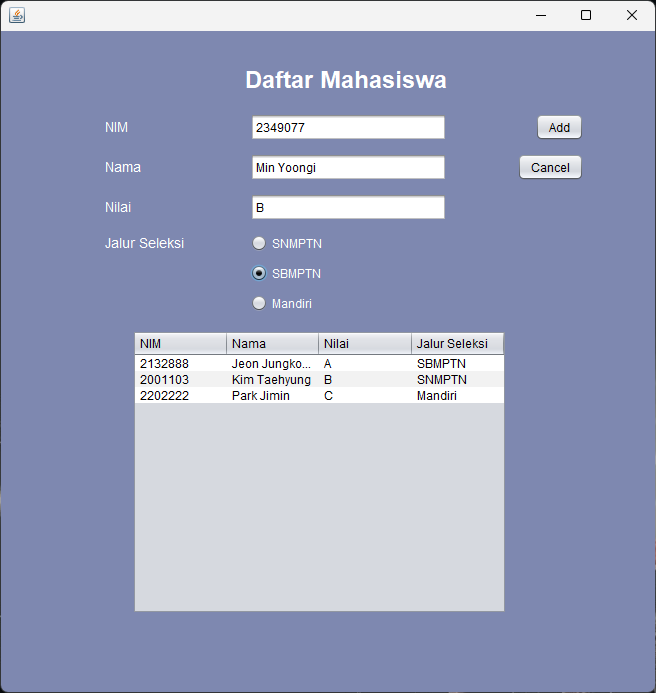 Daftar Mahasiswa
NIM 2349077 Add
Nama Min Yoongi Cancel
Nilai B
Jalur Seleksi SNMPTN
SBMPTN
Mandiri
NIM Nama Nilai Jalur Seleksi
2132888 Jeon Jungko... A SBMPTN
2001103 Kim Taehyung B SNMPTN
2202222 Park Jimin C Mandiri